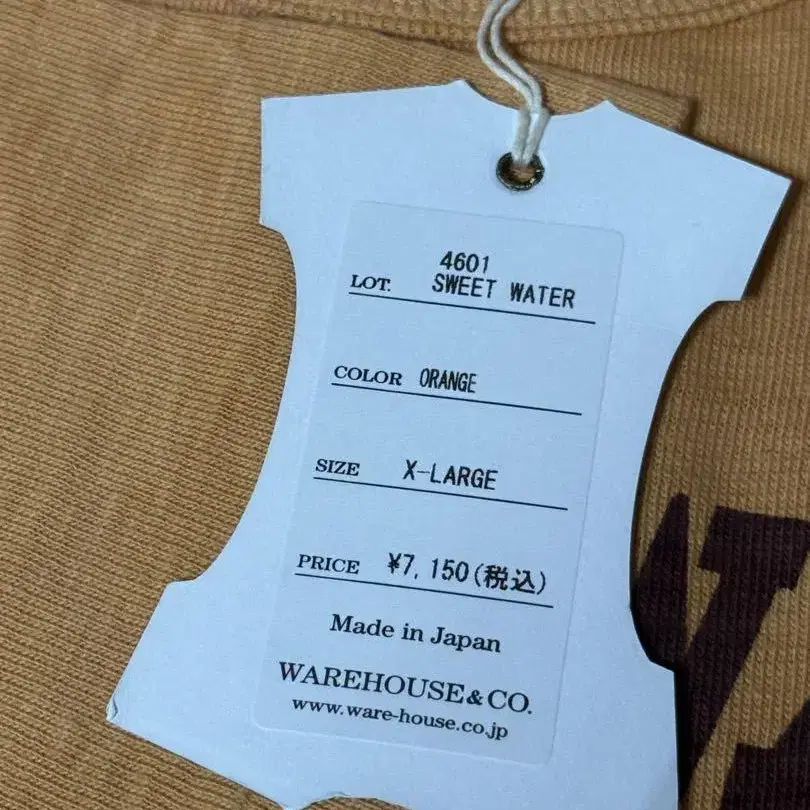 4601
LOT. SWEET WATER
COLOR ORANGE
SIZE X-LARGE
PRICE ¥7,150(税込)
Made in Japan
WAREHOUSE & CO.
www.ware-house.co.jp